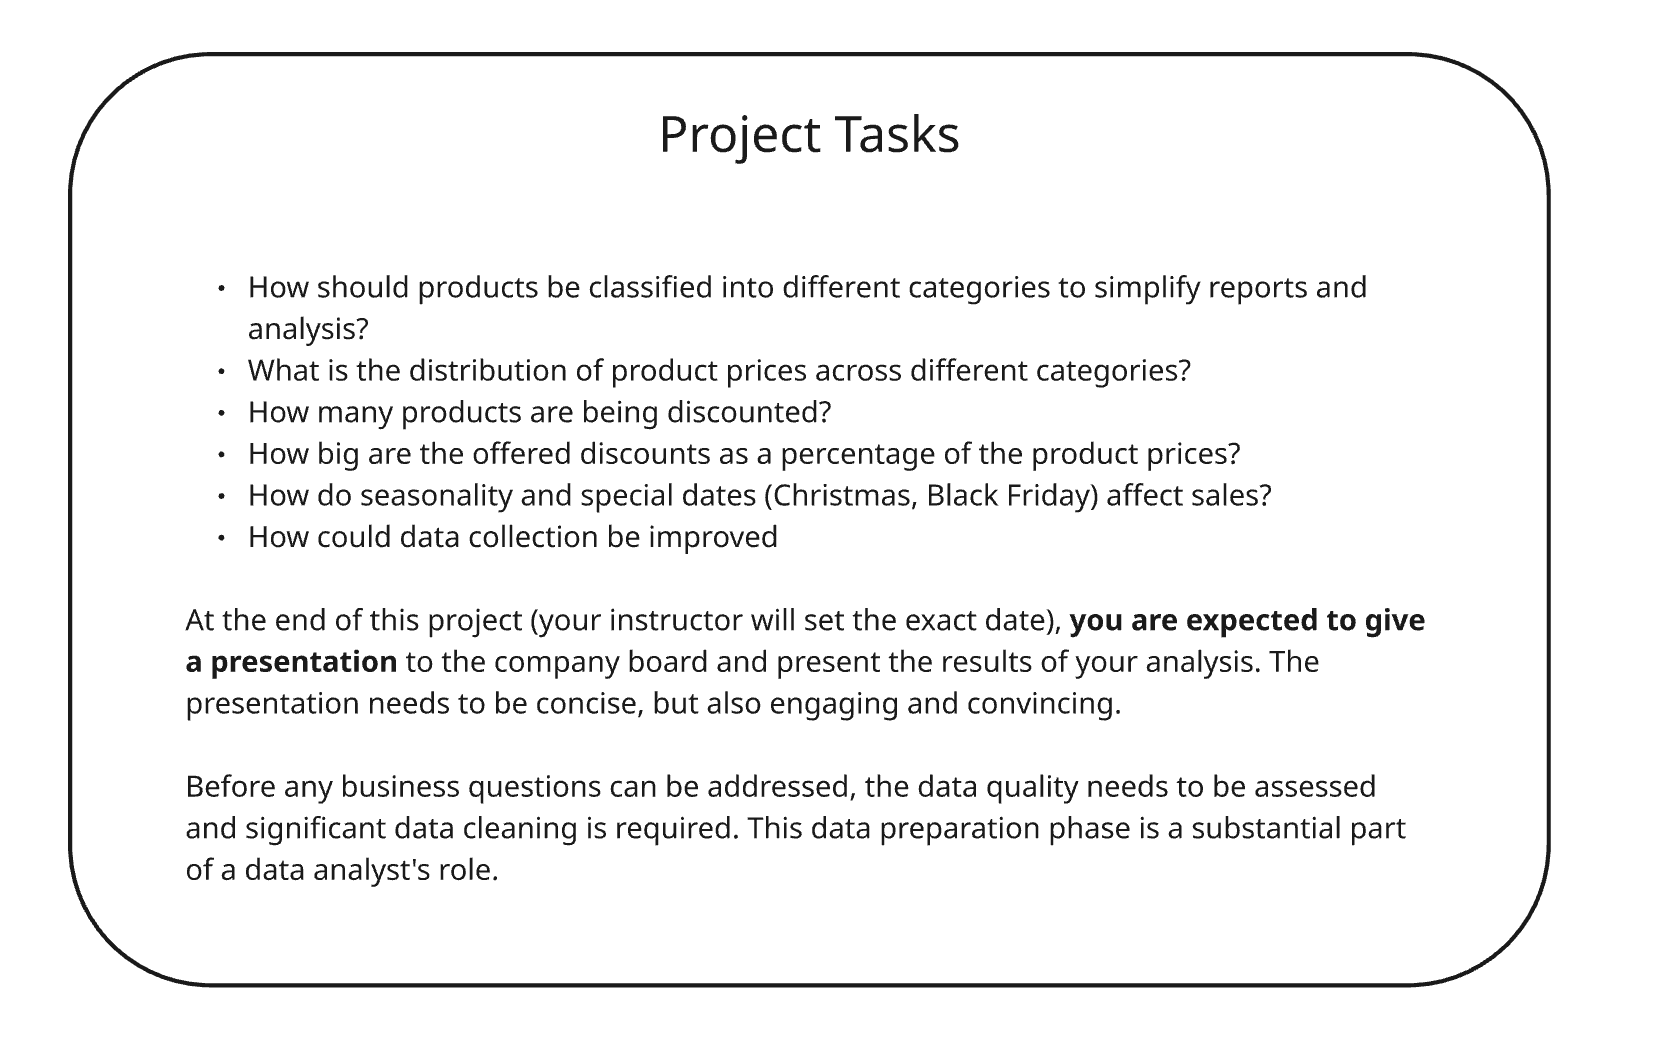 Project Tasks
• How should products be classified into different categories to simplify reports and
analysis?
• What is the distribution of product prices across different categories?
• How many products are being discounted?
• How big are the offered discounts as a percentage of the product prices?
• How do seasonality and special dates (Christmas, Black Friday) affect sales?
• How could data collection be improved
At the end of this project (your instructor will set the exact date), you are expected to give
a presentation to the company board and present the results of your analysis. The
presentation needs to be concise, but also engaging and convincing.
Before any business questions can be addressed, the data quality needs to be assessed
and significant data cleaning is required. This data preparation phase is a substantial part
of a data analyst's role.